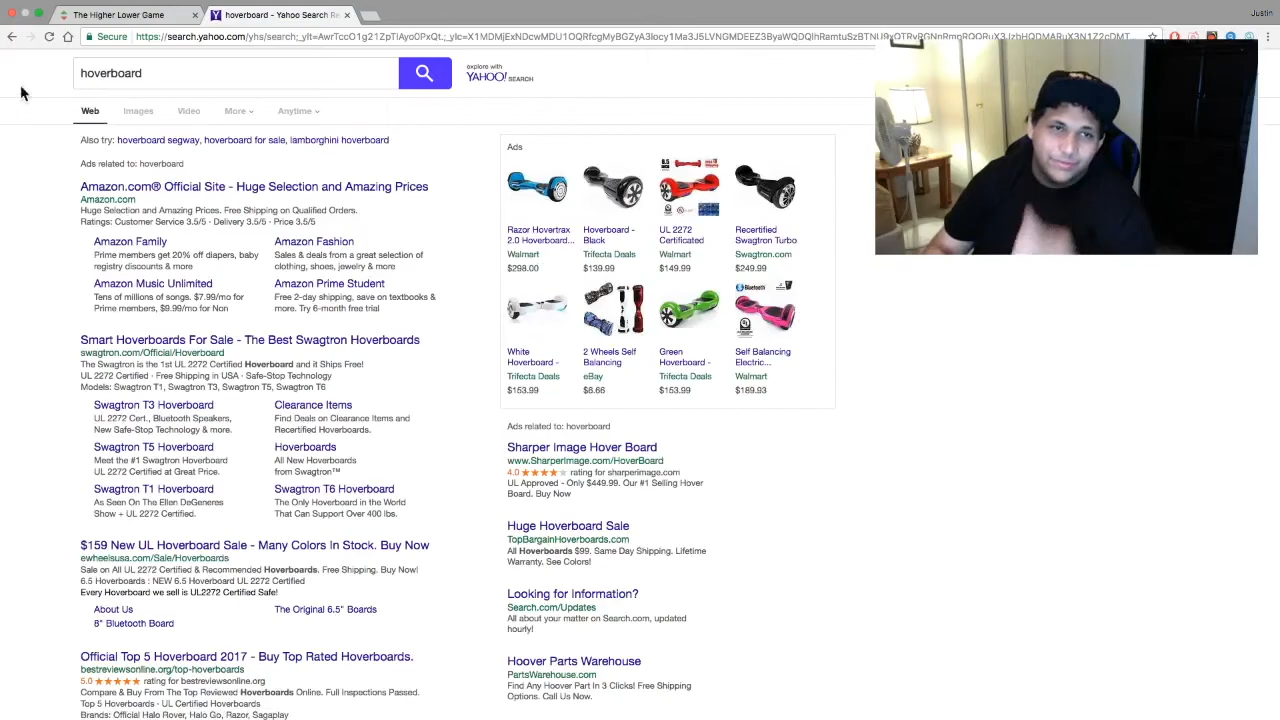 The Higher Lower Game
hoverboard - Yahoo Search Re
Justin
Secure
hoverboard
explore with
YAHOO! SEARCH
Web Images Video More Anytime
Also try: hoverboard segway, hoverboard for sale, lamborghini hoverboard
Ads related to: hoverboard
Amazon.com® Official Site - Huge Selection and Amazing Prices
Amazon.com
Huge Selection and Amazing Prices. Free Shipping on Qualified Orders.
Ratings: Customer Service 3.5/5 - Delivery 3.5/5 - Price 3.5/5
Amazon Family
Prime members get 20% off diapers, baby
registry discounts & more
Amazon Fashion
Sales & deals from a great selection of
clothing, shoes, jewelry & more
Amazon Music Unlimited
Tens of millions of songs. $7.99/mo for
Prime members, $9.99/mo for Non
Amazon Prime Student
Free 2-day shipping, save on textbooks &
more. Try 6-month free trial
Smart Hoverboards For Sale - The Best Swagtron Hoverboards
swagtron.com/Official/Hoverboard
The Swagtron is the 1st UL 2272 Certified Hoverboard and it Ships Free!
UL 2272 Certified · Free Shipping in USA · Safe-Stop Technology
Models: Swagtron T1, Swagtron T3, Swagtron T5, Swagtron T6
Swagtron T3 Hoverboard
UL 2272 Cert., Bluetooth Speakers,
New Safe-Stop Technology & more.
Clearance Items
Find Deals on Clearance Items and
Recertified Hoverboards.
Swagtron T5 Hoverboard
Meet the #1 Swagtron Hoverboard
UL 2272 Certified at Great Price.
Hoverboards
All New Hoverboards
from Swagtron™
Swagtron T1 Hoverboard
As Seen On The Ellen DeGeneres
Show + UL 2272 Certified.
Swagtron T6 Hoverboard
The Only Hoverboard in the World
That Can Support Over 400 lbs.
$159 New UL Hoverboard Sale - Many Colors In Stock. Buy Now
ewheelsusa.com/Sale/Hoverboards
Sale on All UL 2272 Certified & Recommended Hoverboards. Free Shipping. Buy Now!
6.5 Hoverboards : NEW 6.5 Hoverboard UL 2272 Certified
Every Hoverboard we sell is UL2272 Certified Safe!
About Us
The Original 6.5" Boards
8" Bluetooth Board
Official Top 5 Hoverboard 2017 - Buy Top Rated Hoverboards.
bestreviewsonline.org/top-hoverboards
5.0 rating for bestreviewsonline.org
Compare & Buy From The Top Reviewed Hoverboards Online. Full Inspections Passed.
Top 5 Hoverboards · UL Certified Hoverboards
Brands: Official Halo Rover, Halo Go, Razor, Sagaplay
Ads
Razor Hovertrax
2.0 Hoverboard...
Walmart
$298.00
Hoverboard -
Black
Trifecta Deals
$139.99
UL 2272
Certificated
Walmart
$149.99
Recertified
Swagtron Turbo
Swagtron.com
$249.99
Bluetooth
White
Hoverboard -
Trifecta Deals
$153.99
2 Wheels Self
Balancing
eBay
$6.66
Green
Hoverboard -
Trifecta Deals
$153.99
Self Balancing
Electric...
Walmart
$189.93
Ads related to: hoverboard
Sharper Image Hover Board
www.SharperImage.com/HoverBoard
4.0 rating for sharperimage.com
UL Approved - Only $449.99. Our #1 Selling Hover
Board. Buy Now
Huge Hoverboard Sale
TopBargainHoverboards.com
All Hoverboards $99. Same Day Shipping. Lifetime
Warranty. See Colors!
Looking for Information?
Search.com/Updates
All about your matter on Search.com, updated
hourly!
Hoover Parts Warehouse
PartsWarehouse.com
Find Any Hoover Part In 3 Clicks! Free Shipping
Options. Call Us Now.